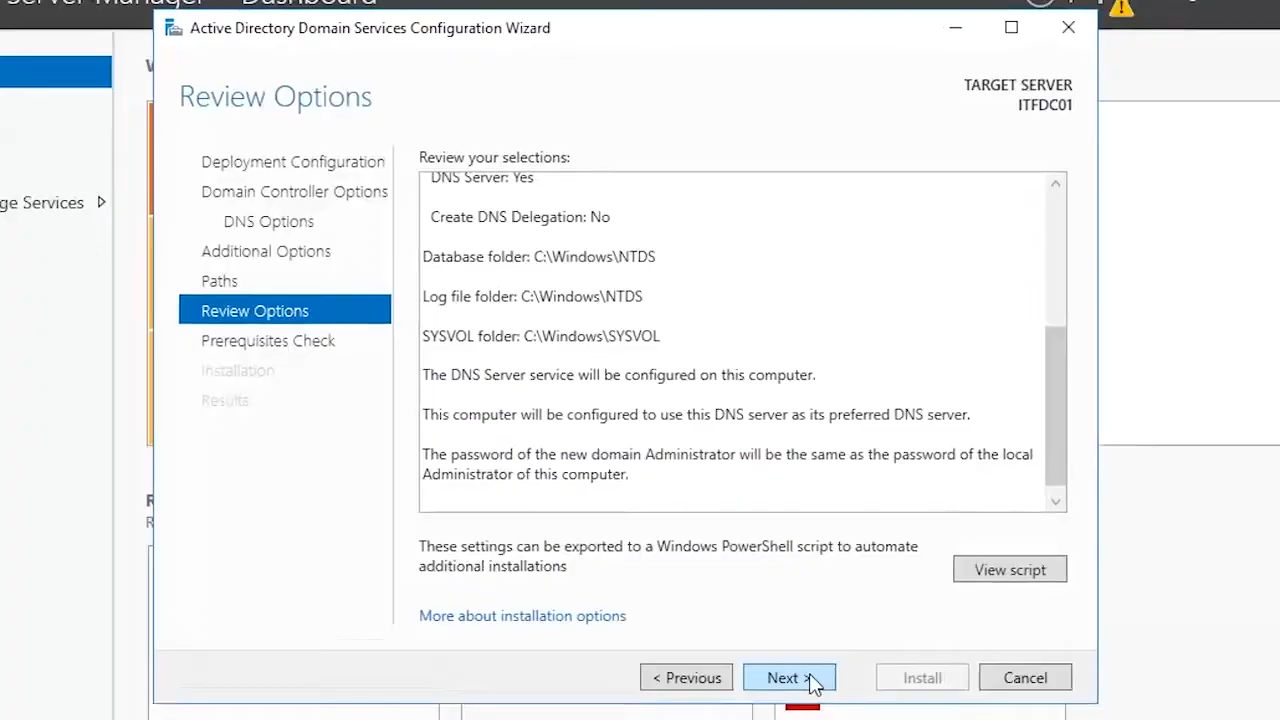 Server Manager Dashboard
Active Directory Domain Services Configuration Wizard
Review Options
TARGET SERVER
ITFDC01
ge Services
Deployment Configuration
Domain Controller Options
DNS Options
Additional Options
Paths
Review Options
Prerequisites Check
Installation
Results
Review your selections:
DNS Server: Yes
Create DNS Delegation: No
Database folder: C:\Windows\NTDS
Log file folder: C:\Windows\NTDS
SYSVOL folder: C:\Windows\SYSVOL
The DNS Server service will be configured on this computer.
This computer will be configured to use this DNS server as its preferred DNS server.
The password of the new domain Administrator will be the same as the password of the local
Administrator of this computer.
These settings can be exported to a Windows PowerShell script to automate
additional installations
View script
More about installation options
< Previous
Next >
Install
Cancel